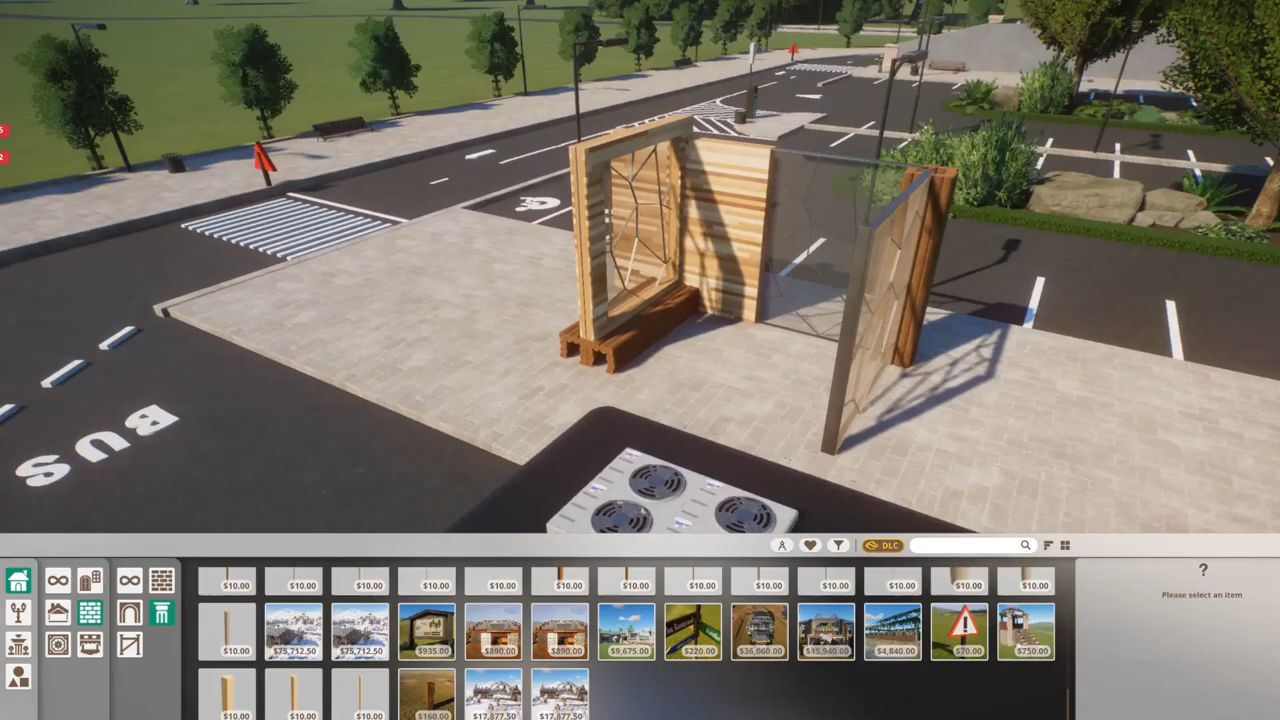 5
2
BUS
DLC
?
Please select an item
$10.00 $10.00 $10.00 $10.00 $10.00 $10.00 $10.00 $10.00 $10.00 $10.00 $10.00 $10.00 $10.00
$10.00 $75,712.50 $75,712.50 $935.00 $890.00 $890.00 $9,675.00 $220.00 $36,060.00 $15,940.00 $4,840.00 $70.00 $750.00
$10.00 $10.00 $10.00 $160.00 $17,877.50 $17,877.50